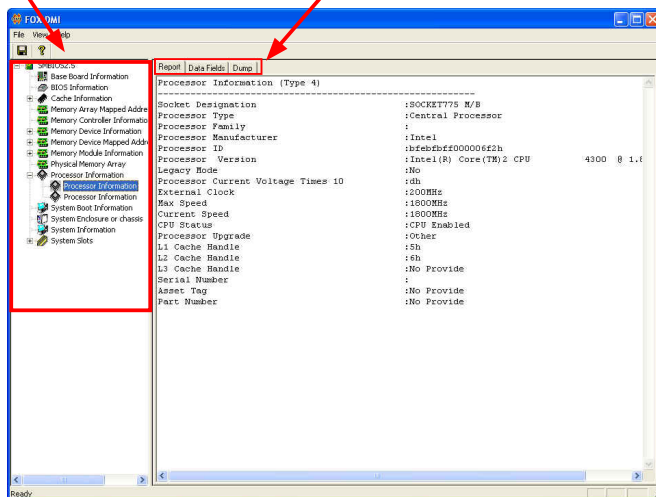 FOX DMI
File View Help
SMBIOS2.5
Base Board Information
BIOS Information
Cache Information
Memory Array Mapped Addre
Memory Controller Informatio
Memory Device Information
Memory Device Mapped Addr
Memory Module Information
Physical Memory Array
Processor Information
Processor Information
Processor Information
System Boot Information
System Enclosure or chassis
System Information
System Slots
Report Data Fields Dump
Processor Information (Type 4)
Socket Designation :SOCKET775 M/B
Processor Type :Central Processor
Processor Family :
Processor Manufacturer :Intel
Processor ID :bfebfbff000006f2h
Processor Version :Intel(R) Core(TM)2 CPU 4300 @ 1.8
Legacy Mode :No
Processor Current Voltage Times 10 :dh
External Clock :200MHz
Max Speed :1800MHz
Current Speed :1800MHz
CPU Status :CPU Enabled
Processor Upgrade :Other
L1 Cache Handle :5h
L2 Cache Handle :6h
L3 Cache Handle :No Provide
Serial Number :
Asset Tag :No Provide
Part Number :No Provide
Ready